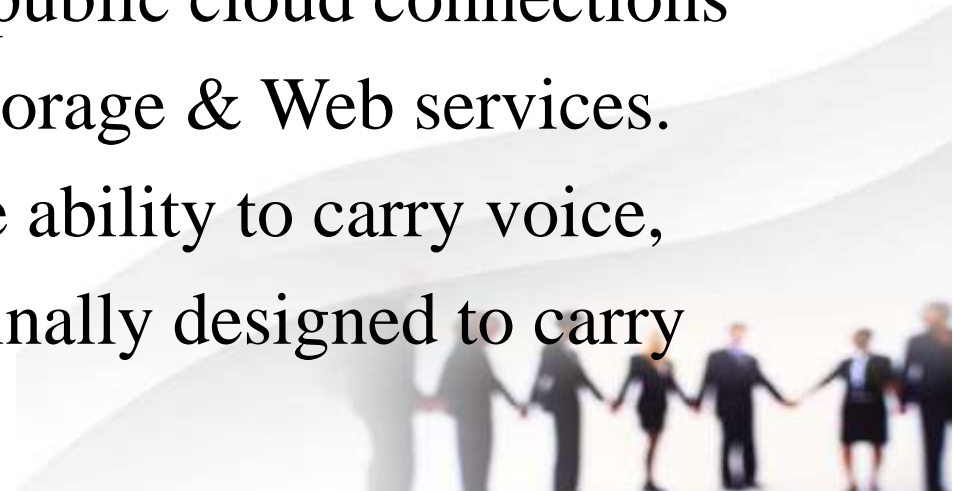 public cloud connections
orage & Web services.
ability to carry voice,
nally designed to carry